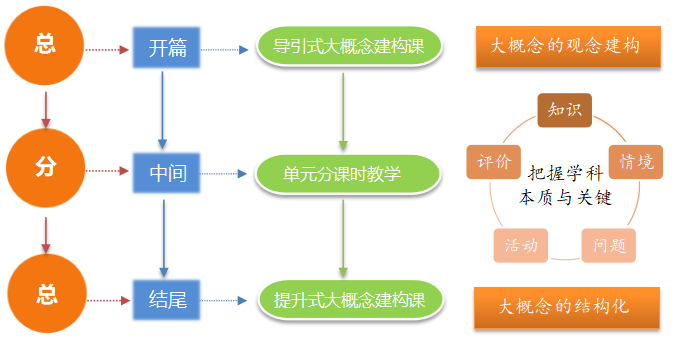 总
开篇
导引式大概念建构课
大概念的观念建构
分
中间
单元分课时教学
知识
评价
情境
把握学科
本质与关键
活动
问题
总
结尾
提升式大概念建构课
大概念的结构化